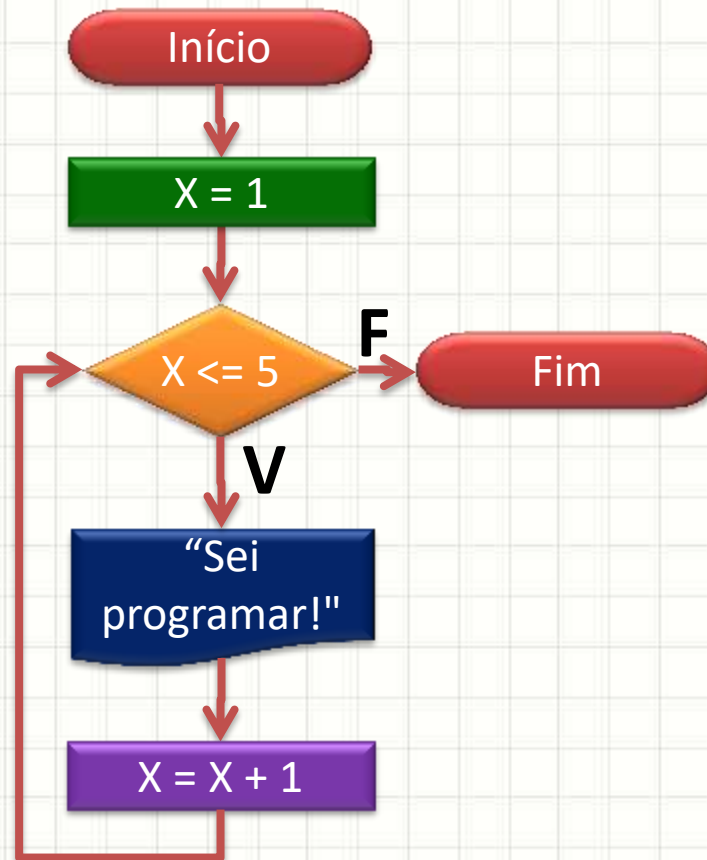 Início
X = 1
X <= 5
F
Fim
V
“Sei
programar!"
X = X + 1